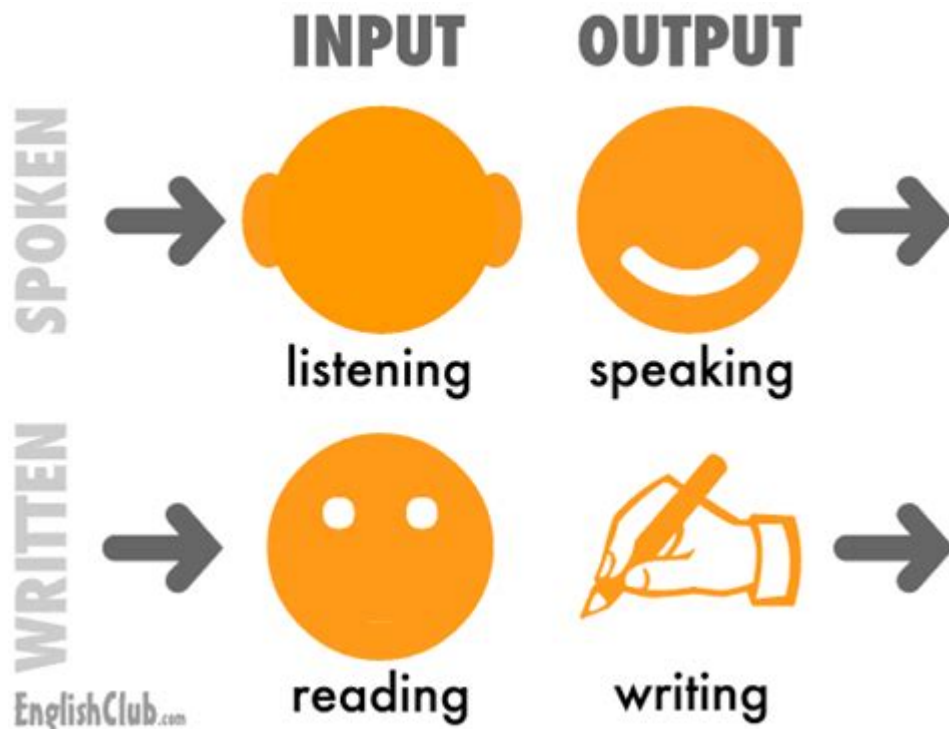 INPUT OUTPUT
SPOKEN
listening speaking
WRITTEN
reading writing
EnglishClub.com